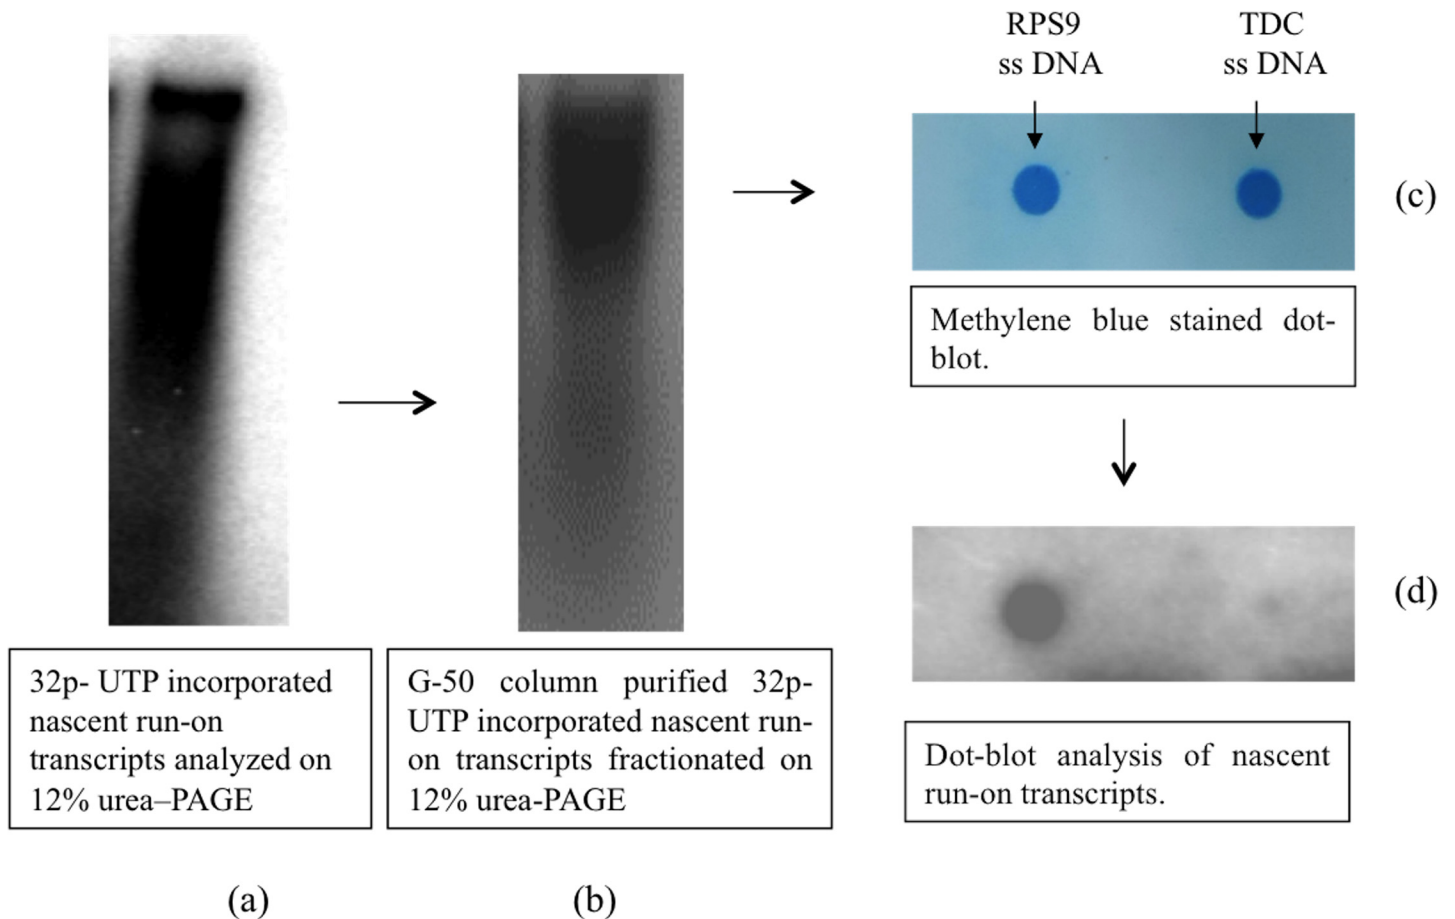 RPS9
ss DNA
TDC
ss DNA
(c)
Methylene blue stained dot-
blot.
(d)
32p- UTP incorporated
nascent run-on
transcripts analyzed on
12% urea–PAGE
G-50 column purified 32p-
UTP incorporated nascent run-
on transcripts fractionated on
12% urea-PAGE
Dot-blot analysis of nascent
run-on transcripts.
(a)
(b)